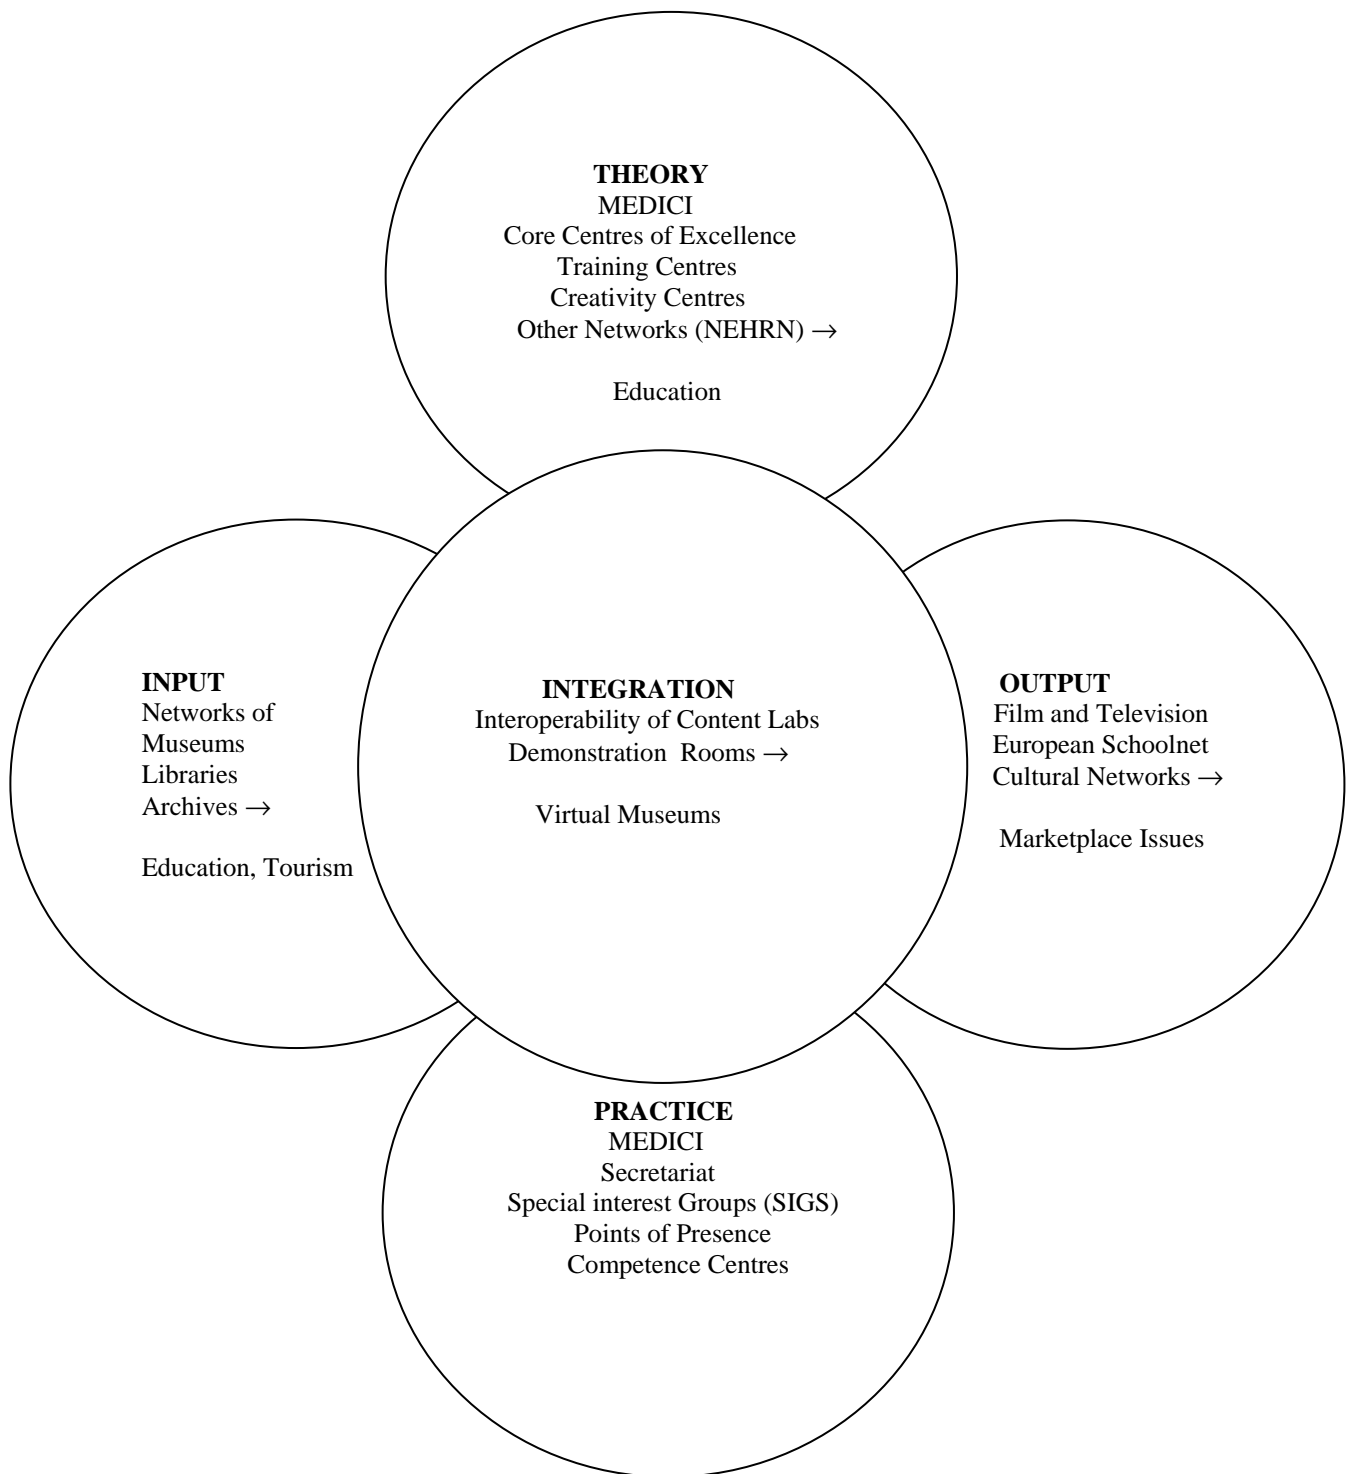 THEORY
MEDICI
Core Centres of Excellence
Training Centres
Creativity Centres
Other Networks (NEHRN) →
Education
INPUT
Networks of
Museums
Libraries
Archives →
Education, Tourism
INTEGRATION
Interoperability of Content Labs
Demonstration Rooms →
Virtual Museums
OUTPUT
Film and Television
European Schoolnet
Cultural Networks →
Marketplace Issues
PRACTICE
MEDICI
Secretariat
Special interest Groups (SIGS)
Points of Presence
Competence Centres